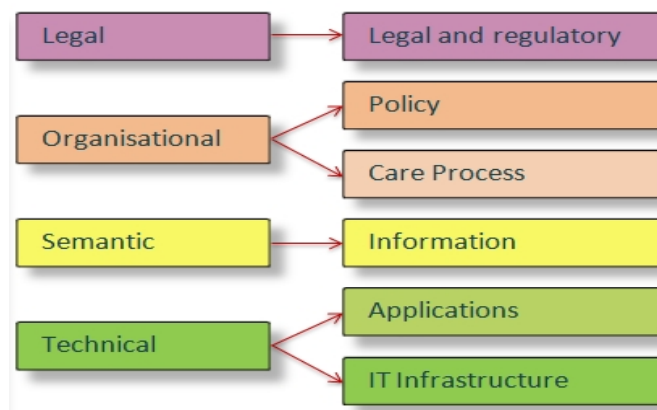 Legal
Legal and regulatory
Policy
Organisational
Care Process
Semantic
Information
Applications
Technical
IT Infrastructure